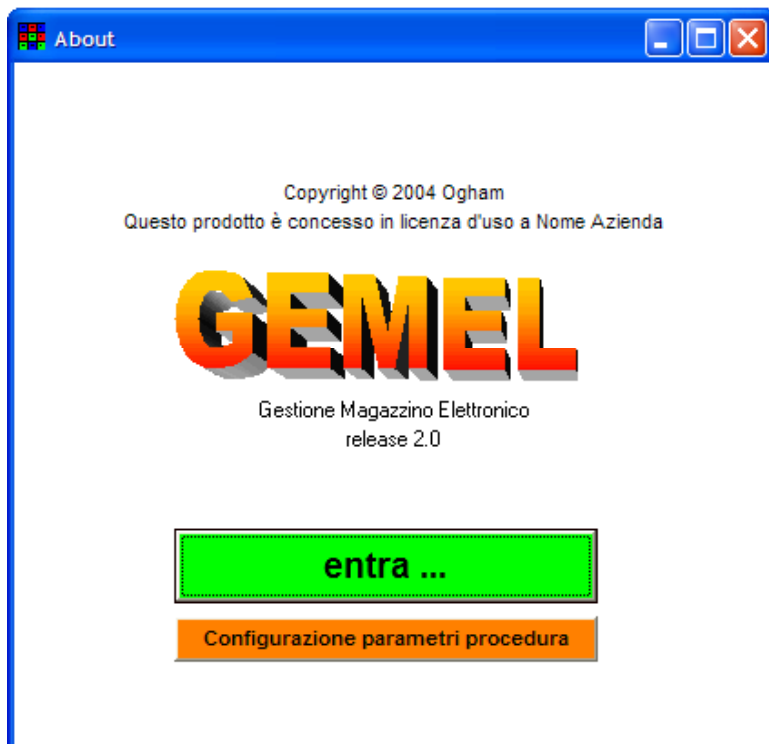 About
Copyright © 2004 Ogham
Questo prodotto è concesso in licenza d'uso a Nome Azienda
GEMEL
Gestione Magazzino Elettronico
release 2.0
entra ...
Configurazione parametri procedura